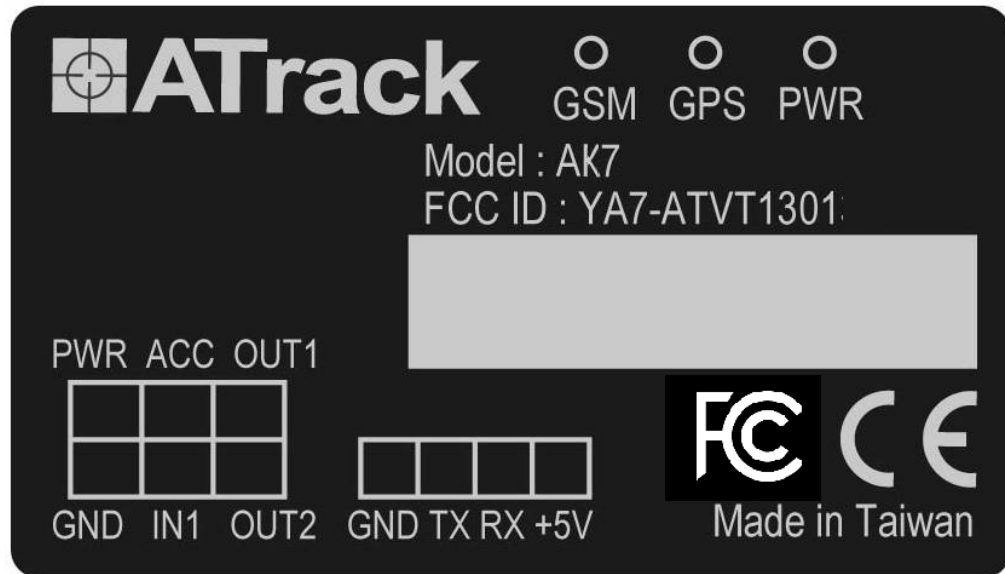 ATrack
GSM GPS PWR
Model : AK7
FCC ID : YA7-ATVT1301
PWR ACC OUT1
GND IN1 OUT2
GND TX RX +5V
FC CE
Made in Taiwan